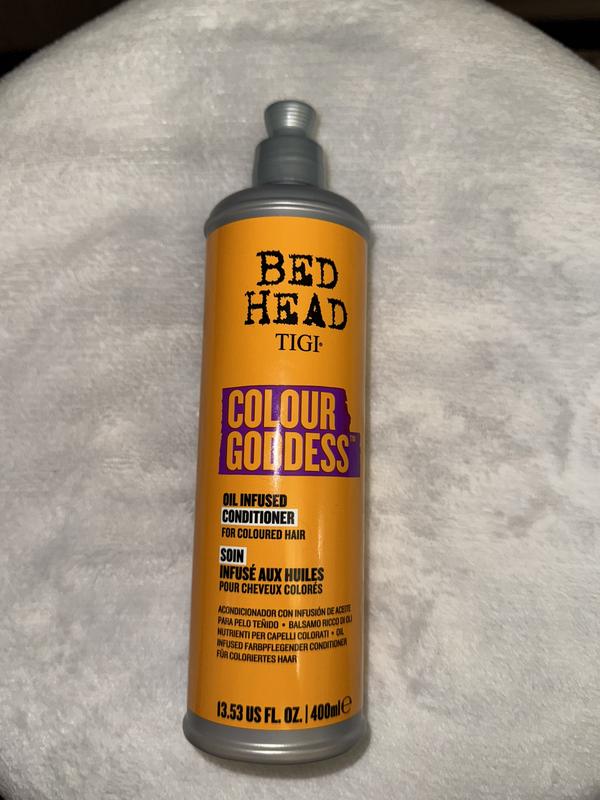 BED
HEAD
TIGI®
COLOUR
GODDESS™
OIL INFUSED
CONDITIONER
FOR COLOURED HAIR
SOIN
INFUSÉ AUX HUILES
POUR CHEVEUX COLORÉS
ACONDICIONADOR CON INFUSIÓN DE ACEITE
PARA PELO TEÑIDO • BALSAMO RICCO DI OLI
NUTRIENTI PER CAPELLI COLORATI • OIL
INFUSED FARBPFLEGENDER CONDITIONER
FÜR COLORIERTES HAAR
13.53 US FL. OZ. | 400ml ℮